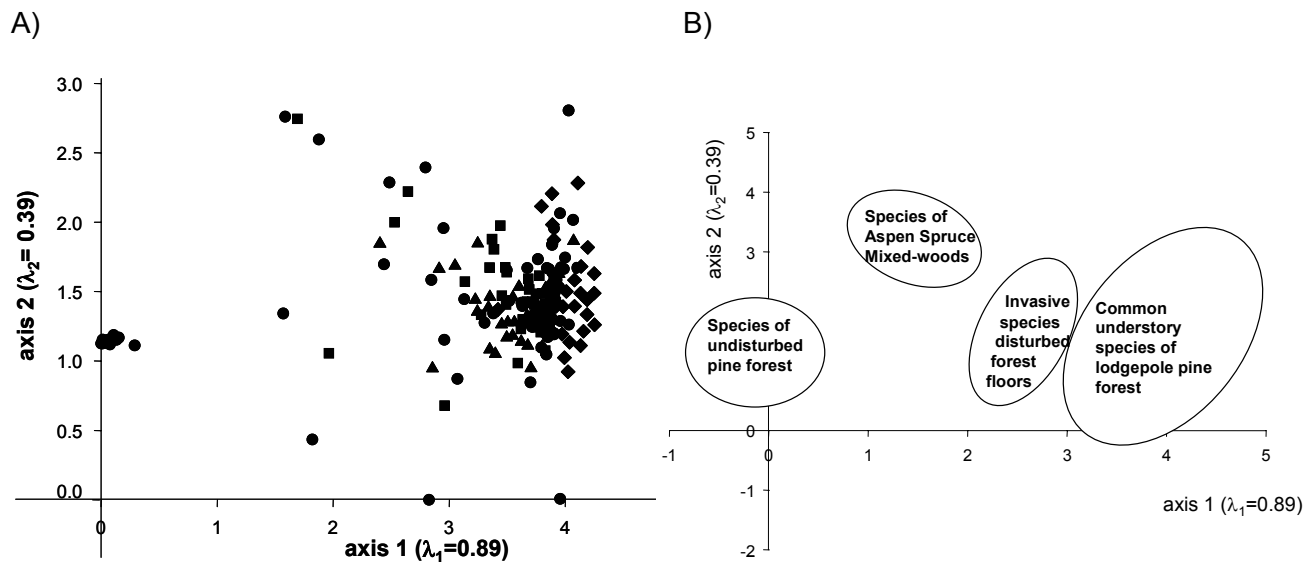 A)
B)
3.0
2.5
2.0
1.5
1.0
0.5
0.0
axis 2 (λ2= 0.39)
0
1
2
3
4
axis 1 (λ1=0.89)
5
4
3
0
-1
-2
axis 2 (λ2=0.39)
-1
0
1
2
3
4
5
axis 1 (λ1=0.89)
Species of
Aspen Spruce
Mixed-woods
Species of
undisturbed
pine forest
Invasive
species
disturbed
forest
floors
Common
understory
species of
lodgepole pine
forest